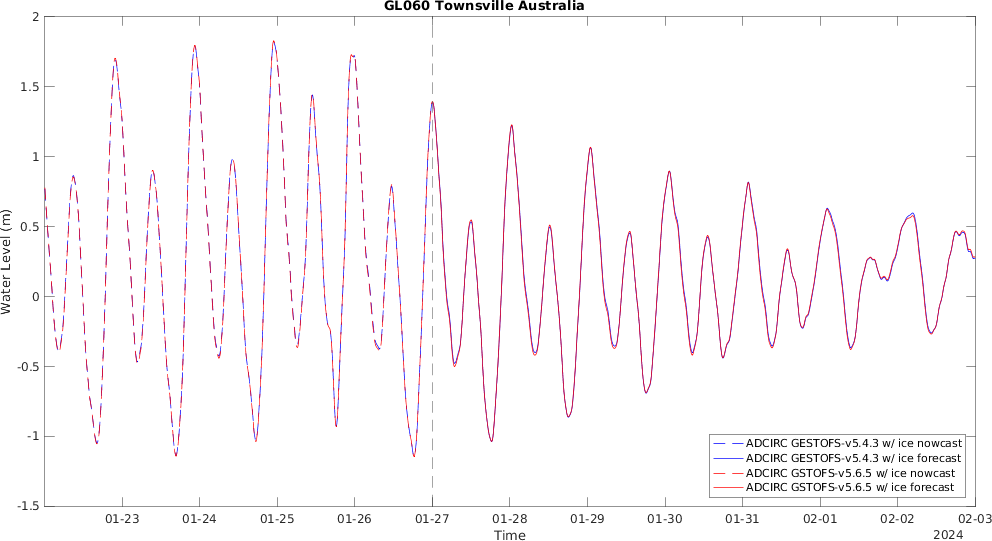 GL060 Townsville Australia
Water Level (m)
2
1.5
1
0.5
0
-0.5
-1
-1.5
ADCIRC GESTOFS-v5.4.3 w/ ice nowcast
ADCIRC GESTOFS-v5.4.3 w/ ice forecast
ADCIRC GSTOFS-v5.6.5 w/ ice nowcast
ADCIRC GSTOFS-v5.6.5 w/ ice forecast
01-23 01-24 01-25 01-26 01-27 01-28 01-29 01-30 01-31 02-01 02-02 02-03
Time
2024